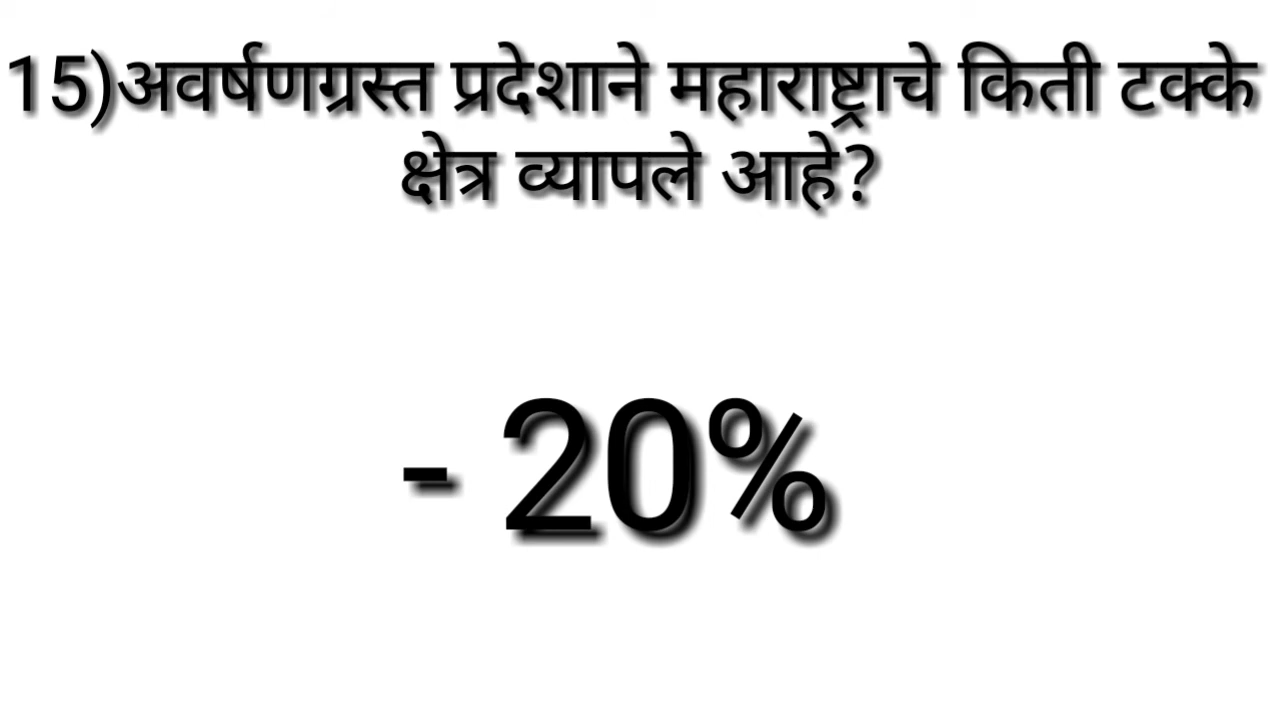 15)अवर्षणग्रस्त प्रदेशाने महाराष्ट्राचे किती टक्के
क्षेत्र व्यापले आहे?
- 20%